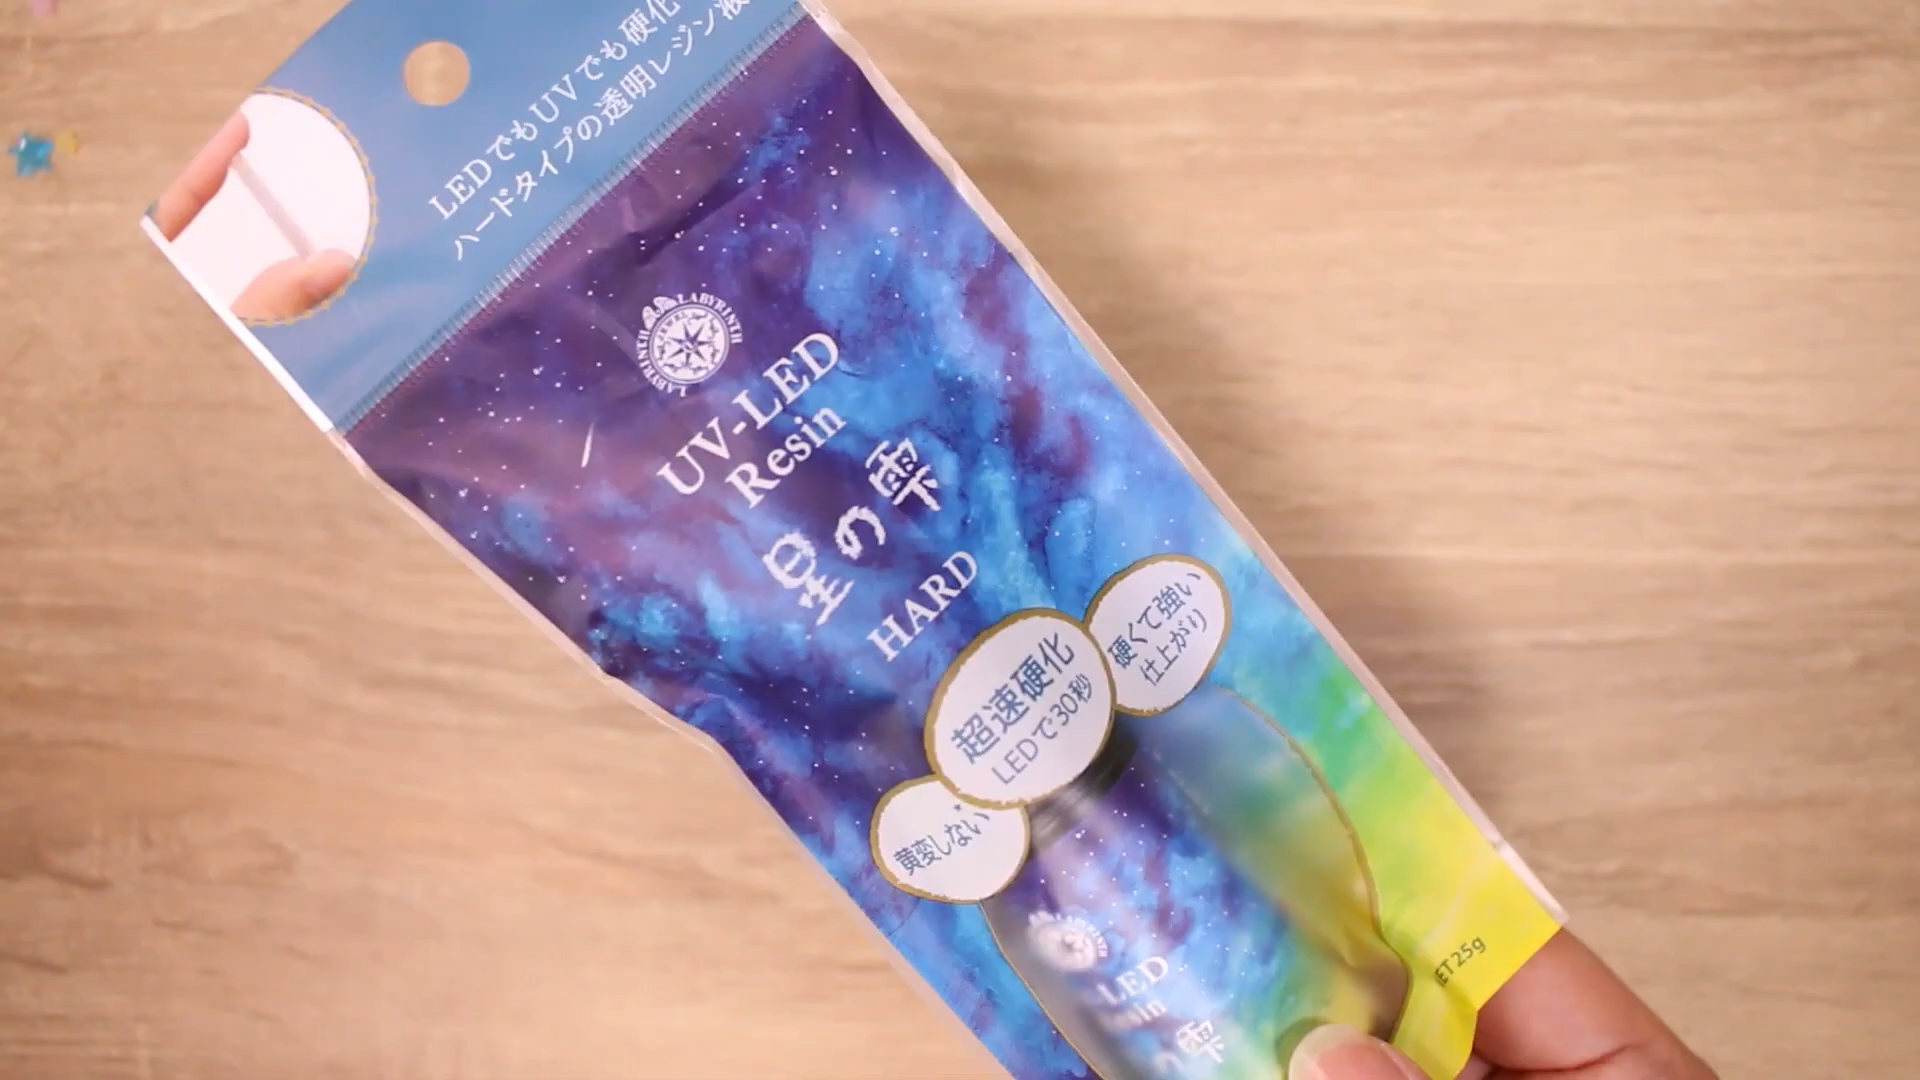 LEDでもUVでも硬化
ハードタイプの透明レジン液
LABYRINTH
LABYRINTH
LABYRINTH
JEWEL
UV-LED
Resin
星の雫
HARD
硬くて強い
仕上がり
超速硬化
LEDで30秒
黄変しない*
LED
雫
25g